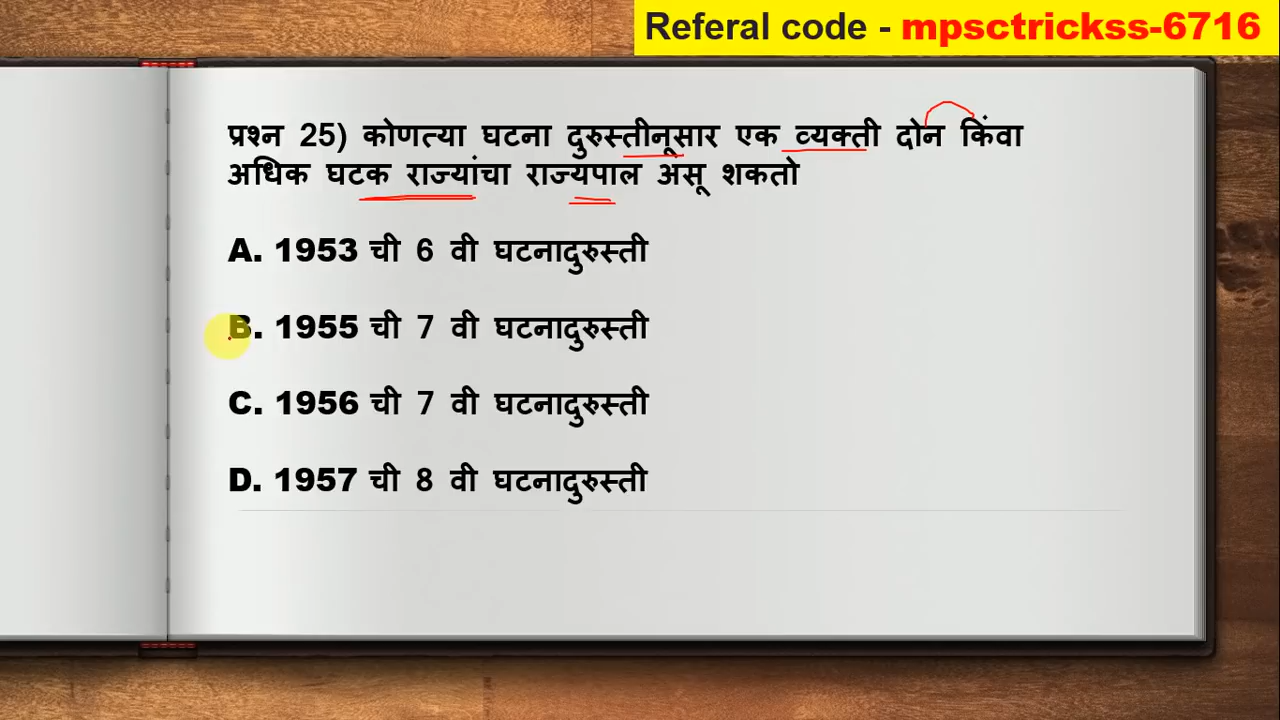 Referal code - mpsctrickss-6716
प्रश्न 25) कोणत्या घटना दुरुस्तीनूसार एक व्यक्ती दोन किंवा
अधिक घटक राज्यांचा राज्यपाल असू शकतो
A. 1953 ची 6 वी घटनादुरुस्ती
B. 1955 ची 7 वी घटनादुरुस्ती
C. 1956 ची 7 वी घटनादुरुस्ती
D. 1957 ची 8 वी घटनादुरुस्ती